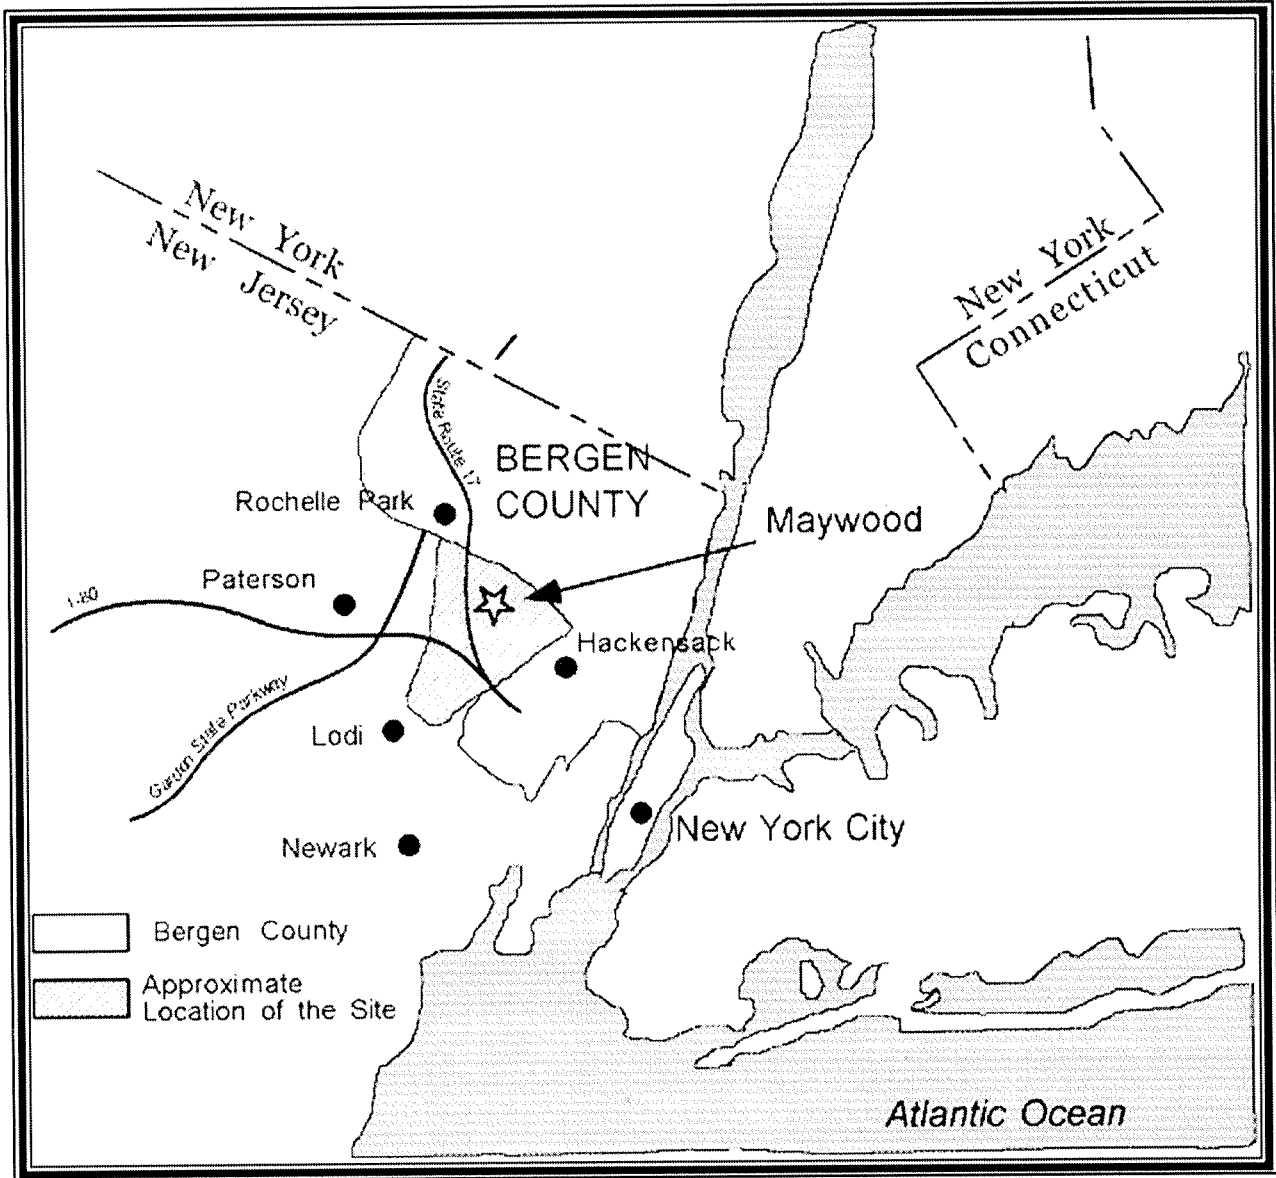 New York
New Jersey
New York
Connecticut
State Route 17
BERGEN
COUNTY
Rochelle Park
Maywood
Paterson
I-80
Hackensack
Garden State Parkway
Lodi
New York City
Newark
Bergen County
Approximate
Location of the Site
Atlantic Ocean